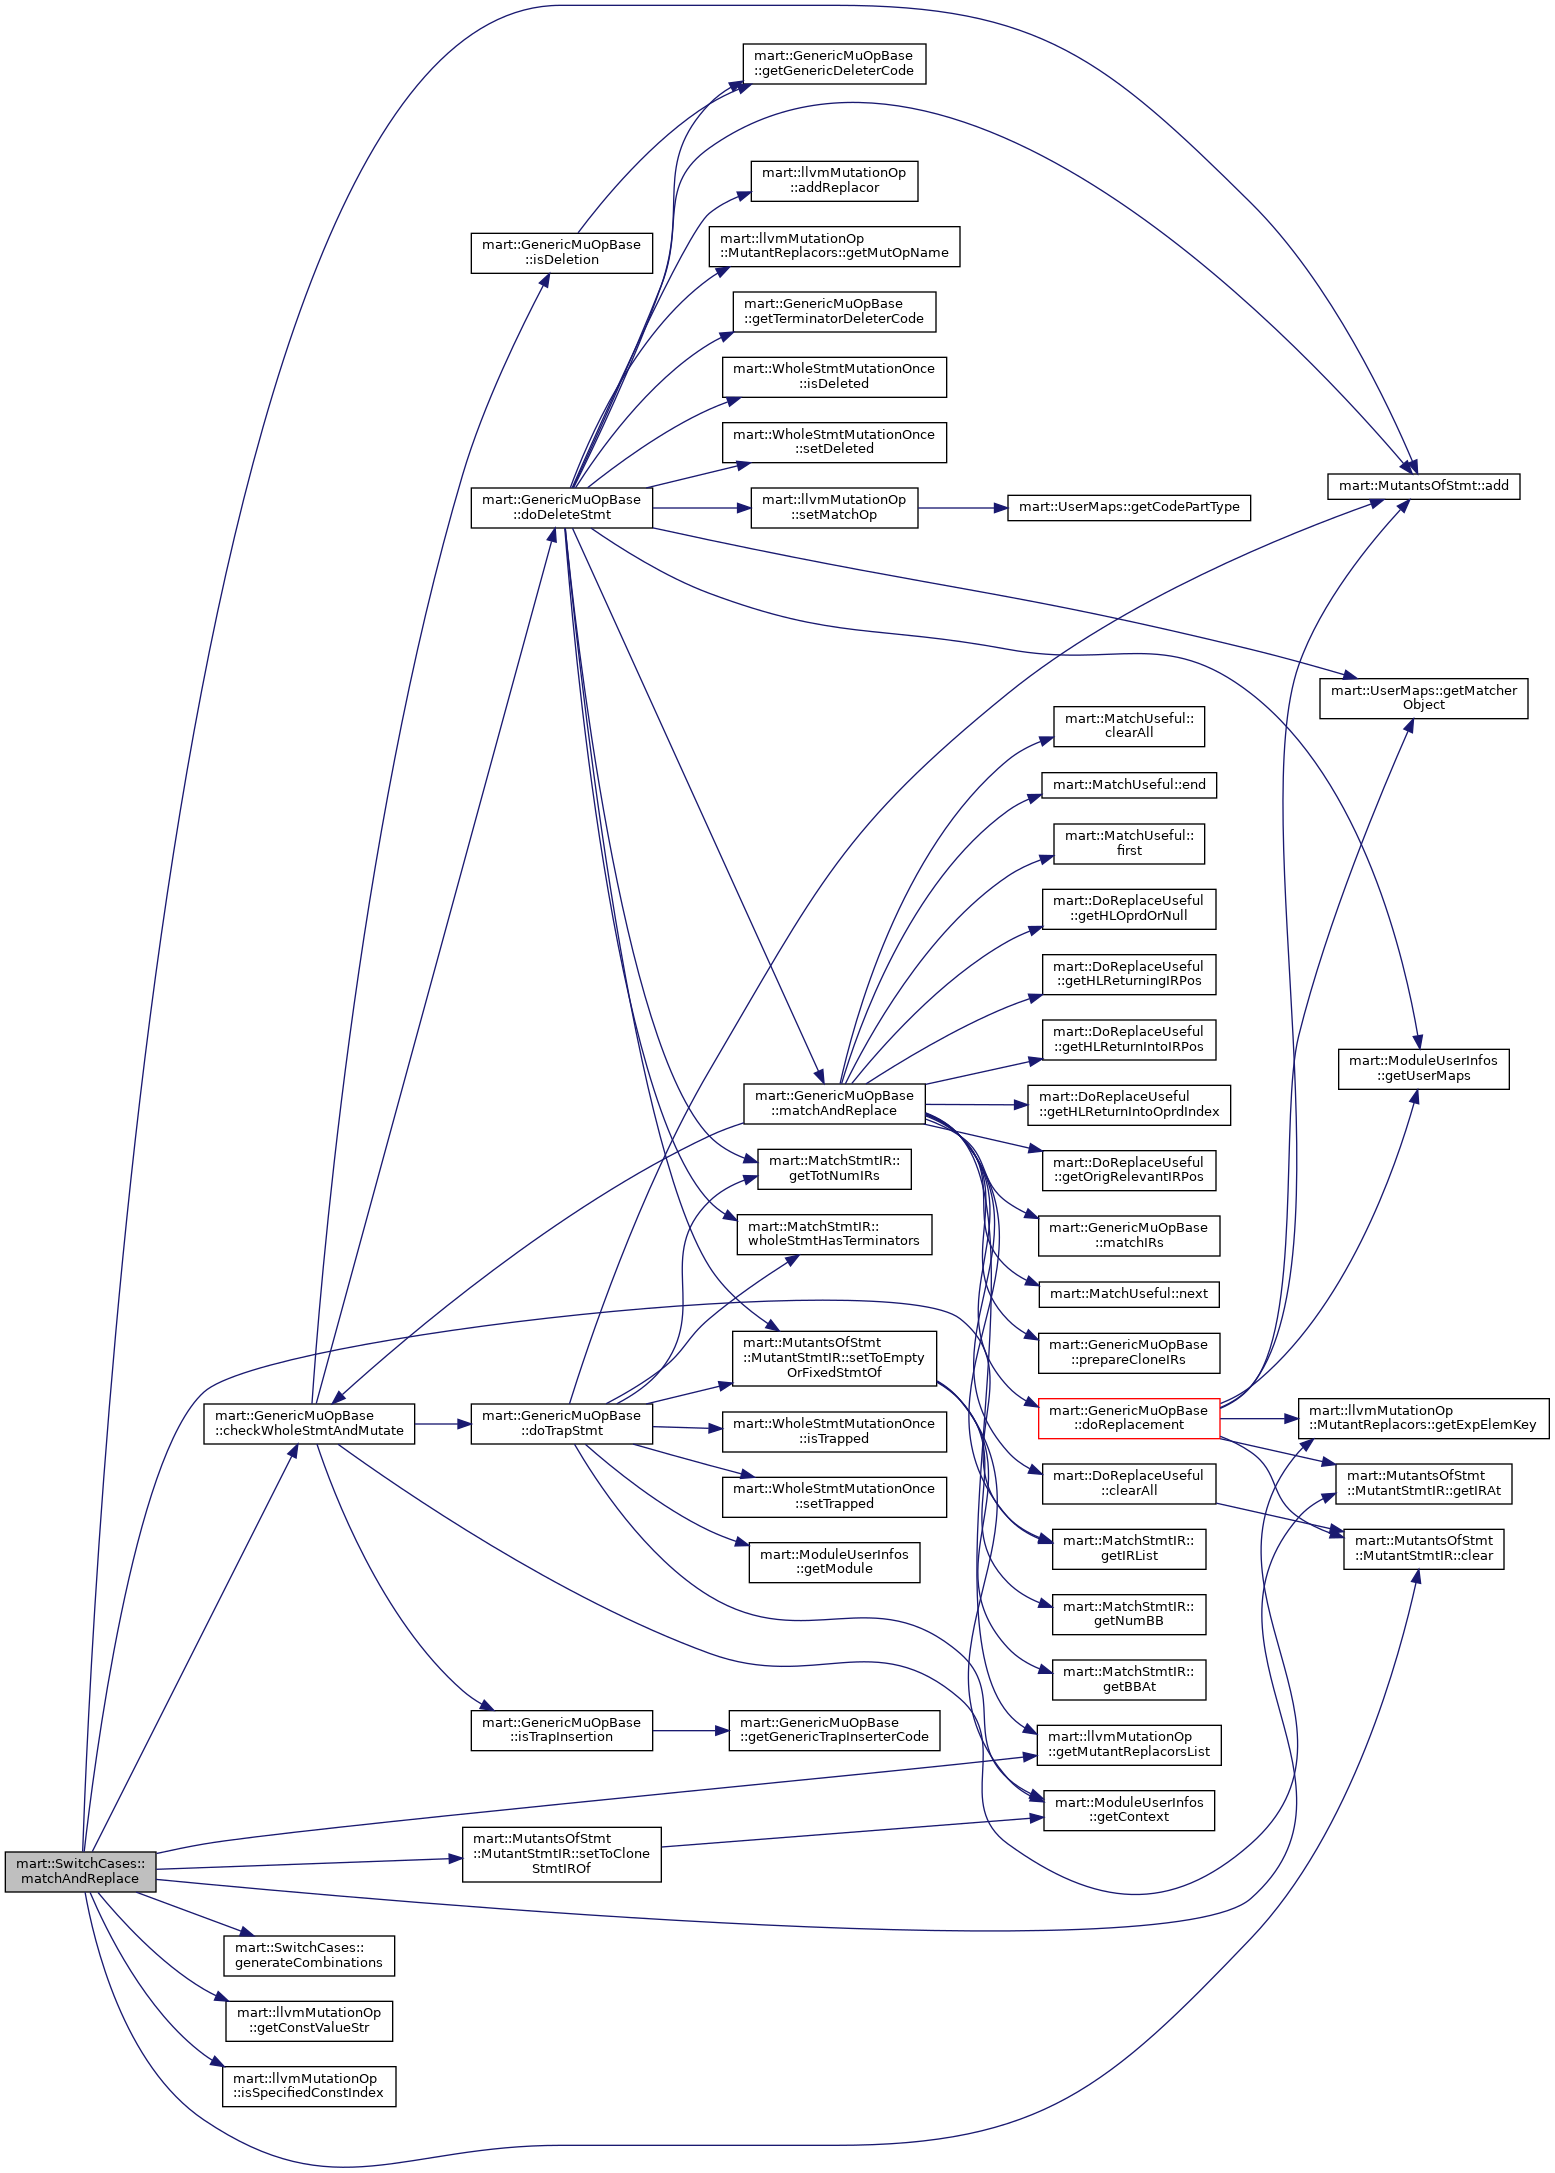 mart::GenericMuOpBase
::getGenericDeleterCode
mart::llvmMutationOp
::addReplacor
mart::llvmMutationOp
::MutantReplacors::getMutOpName
mart::GenericMuOpBase
::isDeletion
mart::GenericMuOpBase
::getTerminatorDeleterCode
mart::WholeStmtMutationOnce
::isDeleted
mart::WholeStmtMutationOnce
::setDeleted
mart::GenericMuOpBase
::doDeleteStmt
mart::llvmMutationOp
::setMatchOp
mart::UserMaps::getCodePartType
mart::MutantsOfStmt::add
mart::UserMaps::getMatcher
Object
mart::MatchUseful::
clearAll
mart::MatchUseful::end
mart::MatchUseful::
first
mart::DoReplaceUseful
::getHLOprdOrNull
mart::DoReplaceUseful
::getHLReturningIRPos
mart::DoReplaceUseful
::getHLReturnIntoIRPos
mart::ModuleUserInfos
::getUserMaps
mart::GenericMuOpBase
::matchAndReplace
mart::DoReplaceUseful
::getHLReturnIntoOprdIndex
mart::MatchStmtIR::
getTotNumIRs
mart::DoReplaceUseful
::getOrigRelevantIRPos
mart::MatchStmtIR::
wholeStmtHasTerminators
mart::GenericMuOpBase
::matchIRs
mart::MatchUseful::next
mart::MutantsOfStmt
::MutantStmtIR::setToEmpty
OrFixedStmtOf
mart::GenericMuOpBase
::prepareCloneIRs
mart::GenericMuOpBase
::checkWholeStmtAndMutate
mart::GenericMuOpBase
::doTrapStmt
mart::WholeStmtMutationOnce
::isTrapped
mart::GenericMuOpBase
::doReplacement
mart::llvmMutationOp
::MutantReplacors::getExpElemKey
mart::WholeStmtMutationOnce
::setTrapped
mart::DoReplaceUseful
::clearAll
mart::MutantsOfStmt
::MutantStmtIR::getIRAt
mart::ModuleUserInfos
::getModule
mart::MatchStmtIR::
getIRList
mart::MutantsOfStmt
::MutantStmtIR::clear
mart::MatchStmtIR::
getNumBB
mart::MatchStmtIR::
getBBAt
mart::GenericMuOpBase
::isTrapInsertion
mart::GenericMuOpBase
::getGenericTrapInserterCode
mart::llvmMutationOp
::getMutantReplacorsList
mart::ModuleUserInfos
::getContext
mart::SwitchCases::
matchAndReplace
mart::MutantsOfStmt
::MutantStmtIR::setToClone
StmtIROf
mart::SwitchCases::
generateCombinations
mart::llvmMutationOp
::getConstValueStr
mart::llvmMutationOp
::isSpecifiedConstIndex